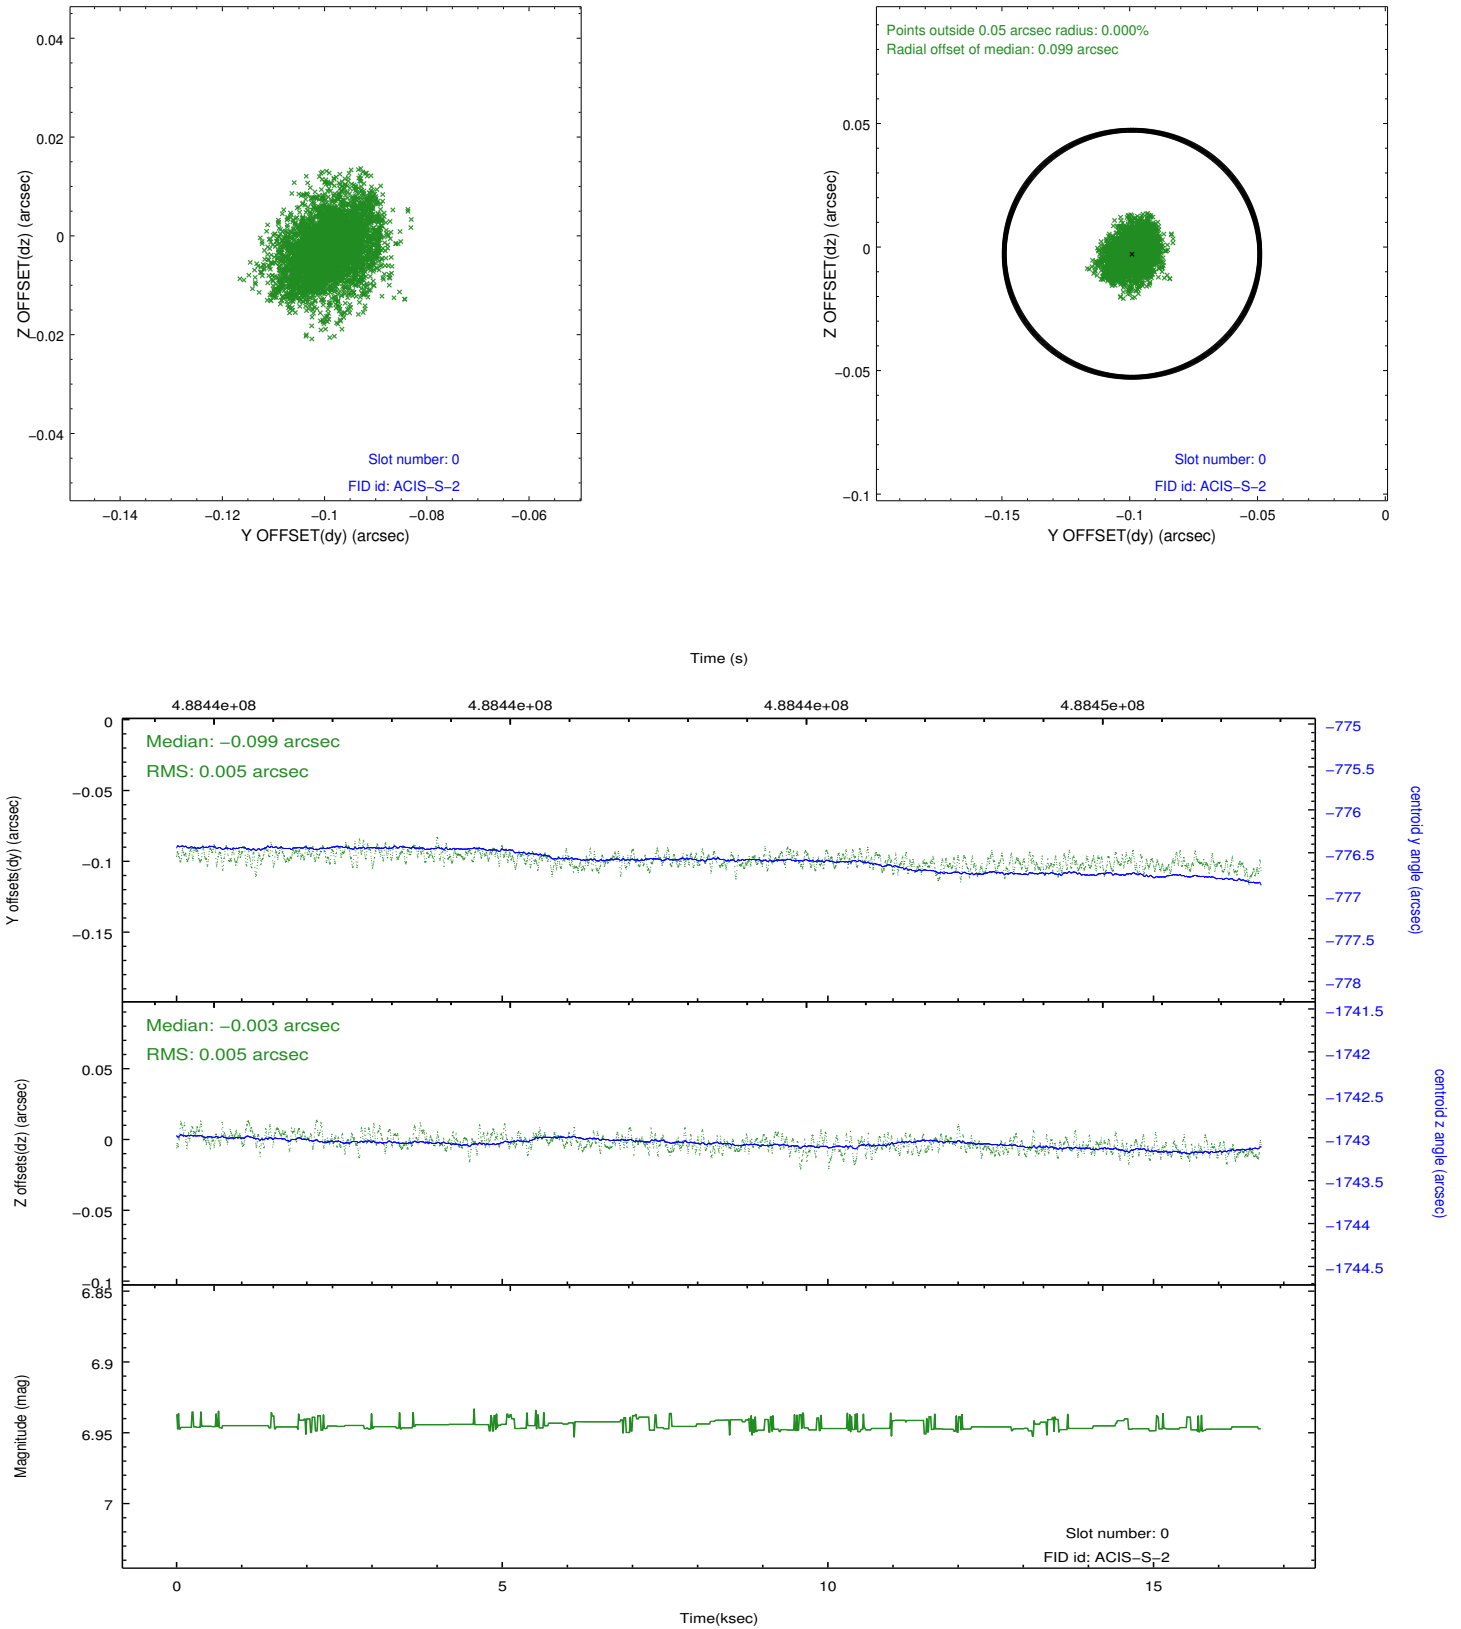 0.04
0.02
0
−0.02
−0.04
Z OFFSET(dz) (arcsec)
Slot number: 0
FID id: ACIS−S−2
−0.14 −0.12 −0.1 −0.08 −0.06
Y OFFSET(dy) (arcsec)
Points outside 0.05 arcsec radius: 0.000%
Radial offset of median: 0.099 arcsec
0.05
0
−0.05
−0.1
Z OFFSET(dz) (arcsec)
Slot number: 0
FID id: ACIS−S−2
−0.15 −0.1 −0.05 0
Y OFFSET(dy) (arcsec)
Time (s)
4.8844e+08 4.8844e+08 4.8844e+08 4.8845e+08
Median: −0.099 arcsec
RMS: 0.005 arcsec
0
−0.05
−0.1
−0.15
Y offsets(dy) (arcsec)
−775
−775.5
−776
−776.5
−777
−777.5
−778
centroid y angle (arcsec)
Median: −0.003 arcsec
RMS: 0.005 arcsec
0.05
0
−0.05
−0.1
Z offsets(dz) (arcsec)
−1741.5
−1742
−1742.5
−1743
−1743.5
−1744
−1744.5
centroid z angle (arcsec)
6.85
6.9
6.95
7
Magnitude (mag)
Slot number: 0
FID id: ACIS−S−2
0 5 10 15
Time(ksec)